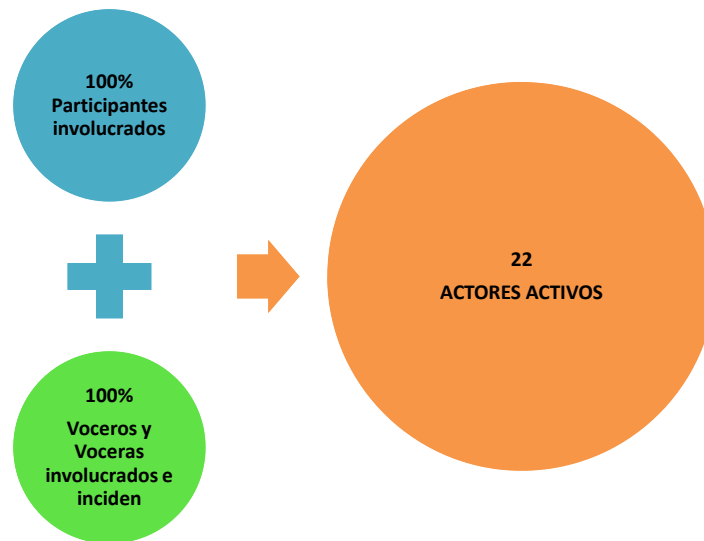 100%
Participantes
involucrados
100%
Voceros y
Voceras
involucrados e
inciden
22
ACTORES ACTIVOS